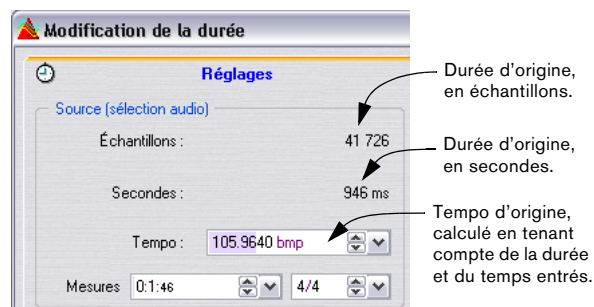 Modification de la durée
Réglages
Source (sélection audio)
Échantillons : 41 726
Secondes : 946 ms
Tempo : 105.9640 bmp
Mesures 0:1:46 4/4
Durée d'origine,
en échantillons.
Durée d'origine,
en secondes.
Tempo d'origine,
calculé en tenant
compte de la durée
et du temps entrés.